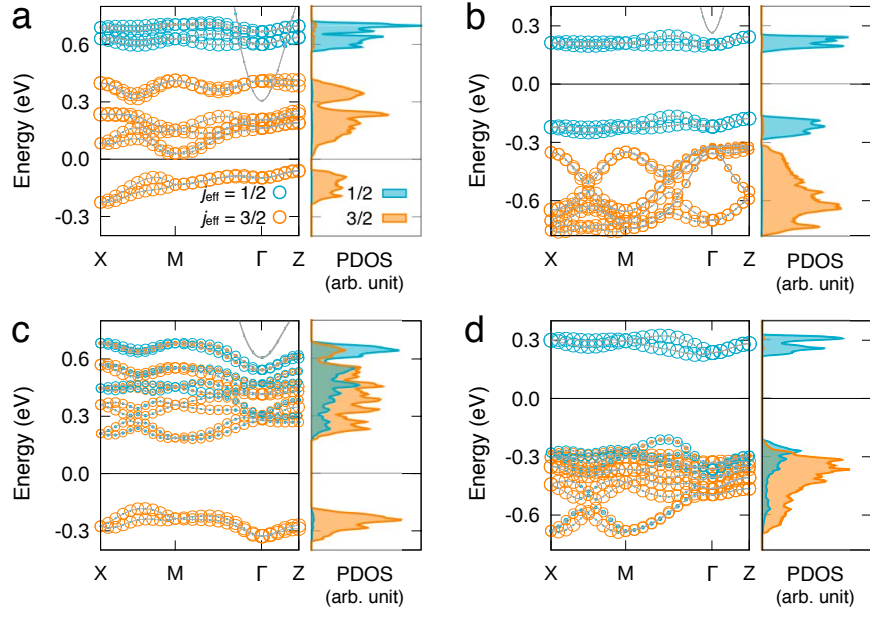 a
Energy (eV)
0.6
0.3
0.0
-0.3
jeff = 1/2
jeff = 3/2
1/2
3/2
X
M
Γ
Z
PDOS
(arb. unit)
b
Energy (eV)
0.3
0.0
-0.3
-0.6
X
M
Γ
Z
PDOS
(arb. unit)
c
Energy (eV)
0.6
0.3
0.0
-0.3
X
M
Γ
Z
PDOS
(arb. unit)
d
Energy (eV)
0.3
0.0
-0.3
-0.6
X
M
Γ
Z
PDOS
(arb. unit)